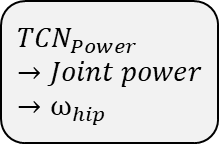 TCN_Power
→ Joint power
→ ω_hip